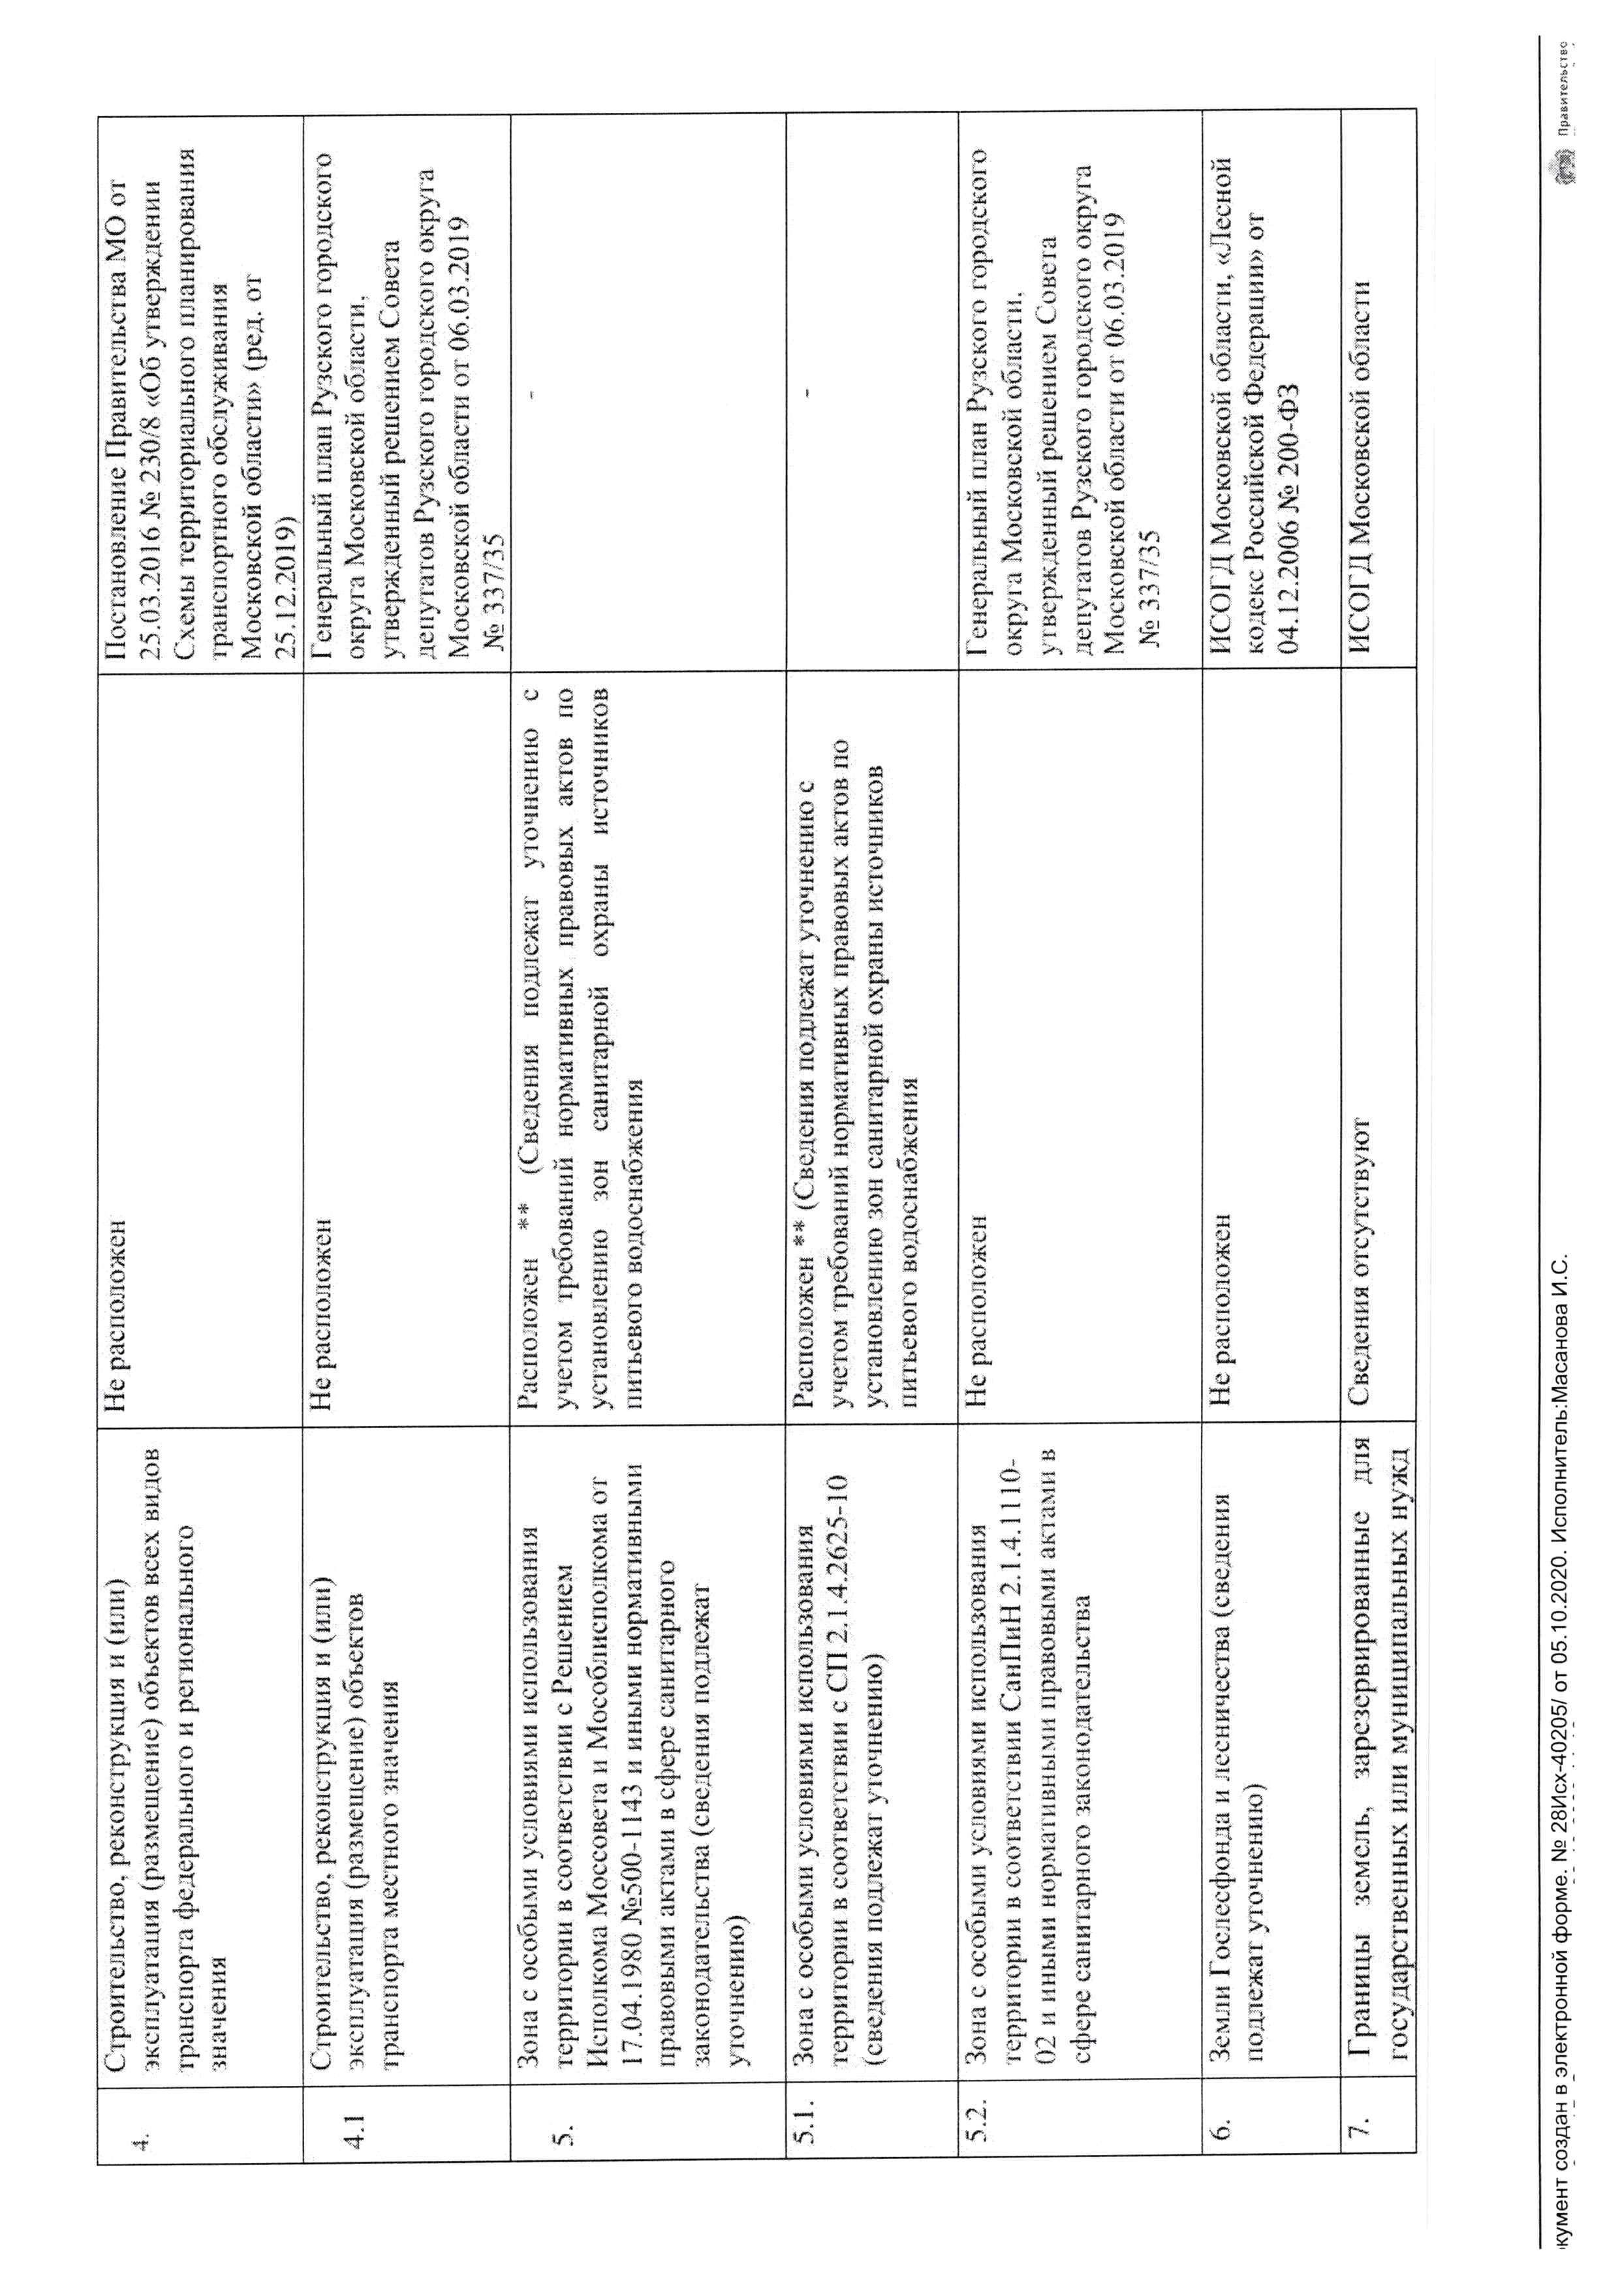 4.
Строительство, реконструкция и (или)
эксплуатация (размещение) объектов всех видов
транспорта федерального и регионального
значения
Не расположен
Постановление Правительства МО от
25.03.2016 № 230/8 «Об утверждении
Схемы территориального планирования
транспортного обслуживания
Московской области» (ред. от
25.12.2019)
4.1
Строительство, реконструкция и (или)
эксплуатация (размещение) объектов
транспорта местного значения
Не расположен
Генеральный план Рузского городского
округа Московской области,
утвержденный решением Совета
депутатов Рузского городского округа
Московской области от 06.03.2019
№ 337/35
5.
Зона с особыми условиями использования
территории в соответствии с Решением
Исполкома Моссовета и Мособлисполкома от
17.04.1980 №500-1143 и иными нормативными
правовыми актами в сфере санитарного
законодательства (сведения подлежат
уточнению)
Расположен ** (Сведения подлежат уточнению с
учетом требований нормативных правовых актов по
установлению зон санитарной охраны источников
питьевого водоснабжения
-
5.1.
Зона с особыми условиями использования
территории в соответствии с СП 2.1.4.2625-10
(сведения подлежат уточнению)
Расположен ** (Сведения подлежат уточнению с
учетом требований нормативных правовых актов по
установлению зон санитарной охраны источников
питьевого водоснабжения
-
5.2.
Зона с особыми условиями использования
территории в соответствии СанПиН 2.1.4.1110-
02 и иными нормативными правовыми актами в
сфере санитарного законодательства
Не расположен
Генеральный план Рузского городского
округа Московской области,
утвержденный решением Совета
депутатов Рузского городского округа
Московской области от 06.03.2019
№ 337/35
6.
Земли Гослесфонда и лесничества (сведения
подлежат уточнению)
Не расположен
ИСОГД Московской области, «Лесной
кодекс Российской Федерации» от
04.12.2006 № 200-ФЗ
7.
Границы земель, зарезервированные для
государственных или муниципальных нужд
Сведения отсутствуют
ИСОГД Московской области
кумент создан в электронной форме. № 28Исх-40205/ от 05.10.2020. Исполнитель:Масанова И.С.
Правительство